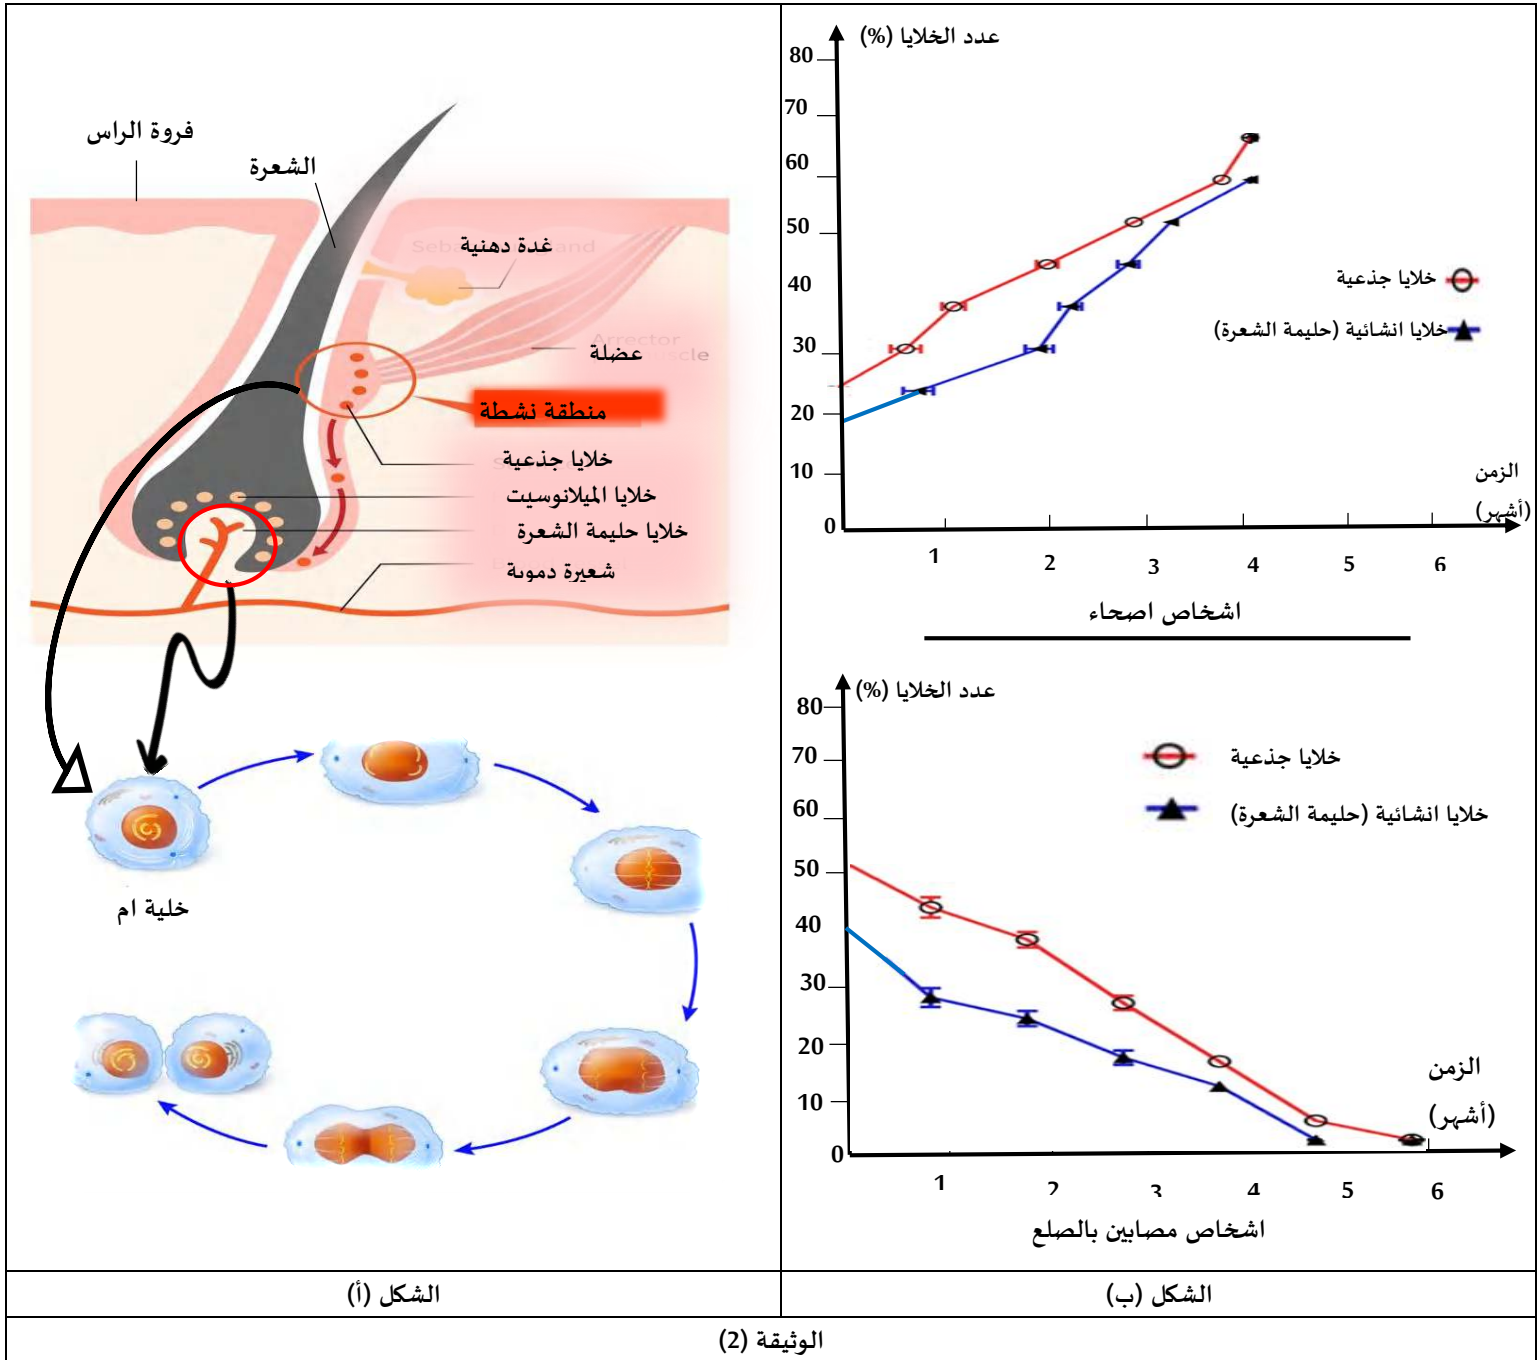 فروة الراس
الشعرة
غدة دهنية
عضلة
منطقة نشطة
خلايا جذعية
خلايا الميلانوسيت
خلايا حليمة الشعرة
شعيرة دموية
خلية ام
عدد الخلايا (%)
80
70
60
50
40
30
20
10
0
خلايا جذعية
خلايا انشائية (حليمة الشعرة)
الزمن
(أشهر)
1 2 3 4 5 6
اشخاص اصحاء
عدد الخلايا (%)
80
70
60
50
40
30
20
10
0
خلايا جذعية
خلايا انشائية (حليمة الشعرة)
الزمن
(أشهر)
1 2 3 4 5 6
اشخاص مصابين بالصلع
الشكل (أ)
الشكل (ب)
الوثيقة (2)